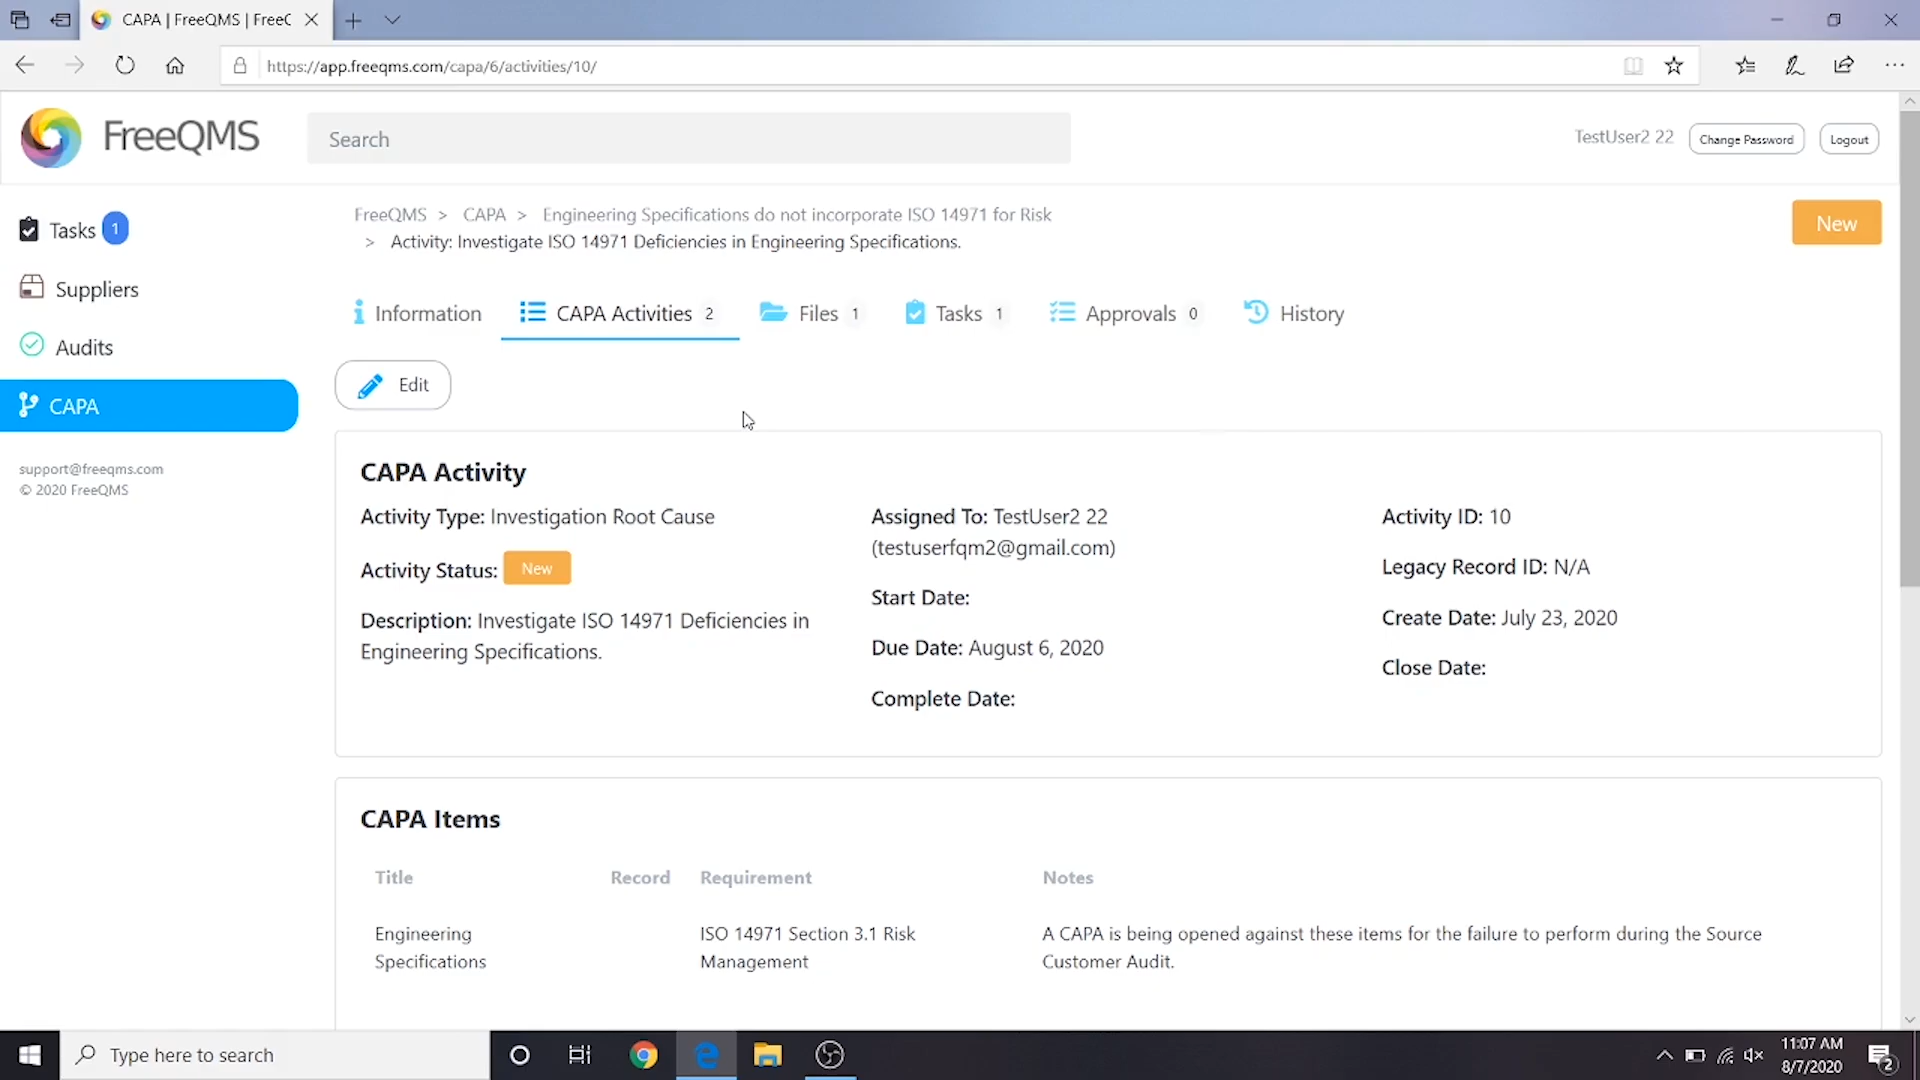 CAPA | FreeQMS | FreeC
https://app.freeqms.com/capa/6/activities/10/
FreeQMS
Search
TestUser2 22
Change Password
Logout
Tasks 1
Suppliers
Audits
CAPA
support@freeqms.com
© 2020 FreeQMS
FreeQMS > CAPA > Engineering Specifications do not incorporate ISO 14971 for Risk
> Activity: Investigate ISO 14971 Deficiencies in Engineering Specifications.
New
Information
CAPA Activities 2
Files 1
Tasks 1
Approvals 0
History
Edit
CAPA Activity
Activity Type: Investigation Root Cause
Activity Status: New
Description: Investigate ISO 14971 Deficiencies in
Engineering Specifications.
Assigned To: TestUser2 22
(testuserfqm2@gmail.com)
Start Date:
Due Date: August 6, 2020
Complete Date:
Activity ID: 10
Legacy Record ID: N/A
Create Date: July 23, 2020
Close Date:
CAPA Items
Title Record Requirement Notes
Engineering
Specifications
ISO 14971 Section 3.1 Risk
Management
A CAPA is being opened against these items for the failure to perform during the Source
Customer Audit.
Type here to search
11:07 AM
8/7/2020
2